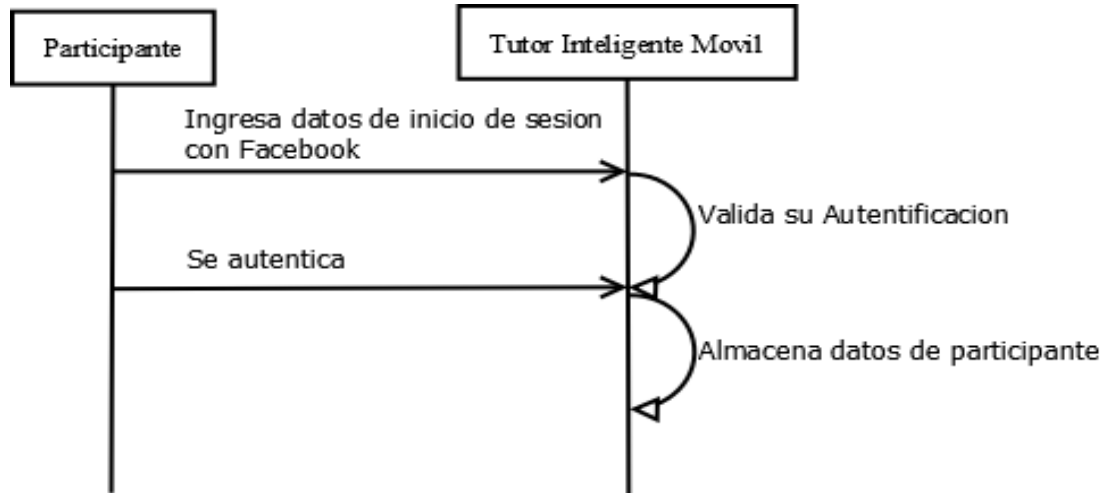 Participante
Tutor Inteligente Movil
Ingresa datos de inicio de sesion
con Facebook
Valida su Autentificacion
Se autentica
Almacena datos de participante